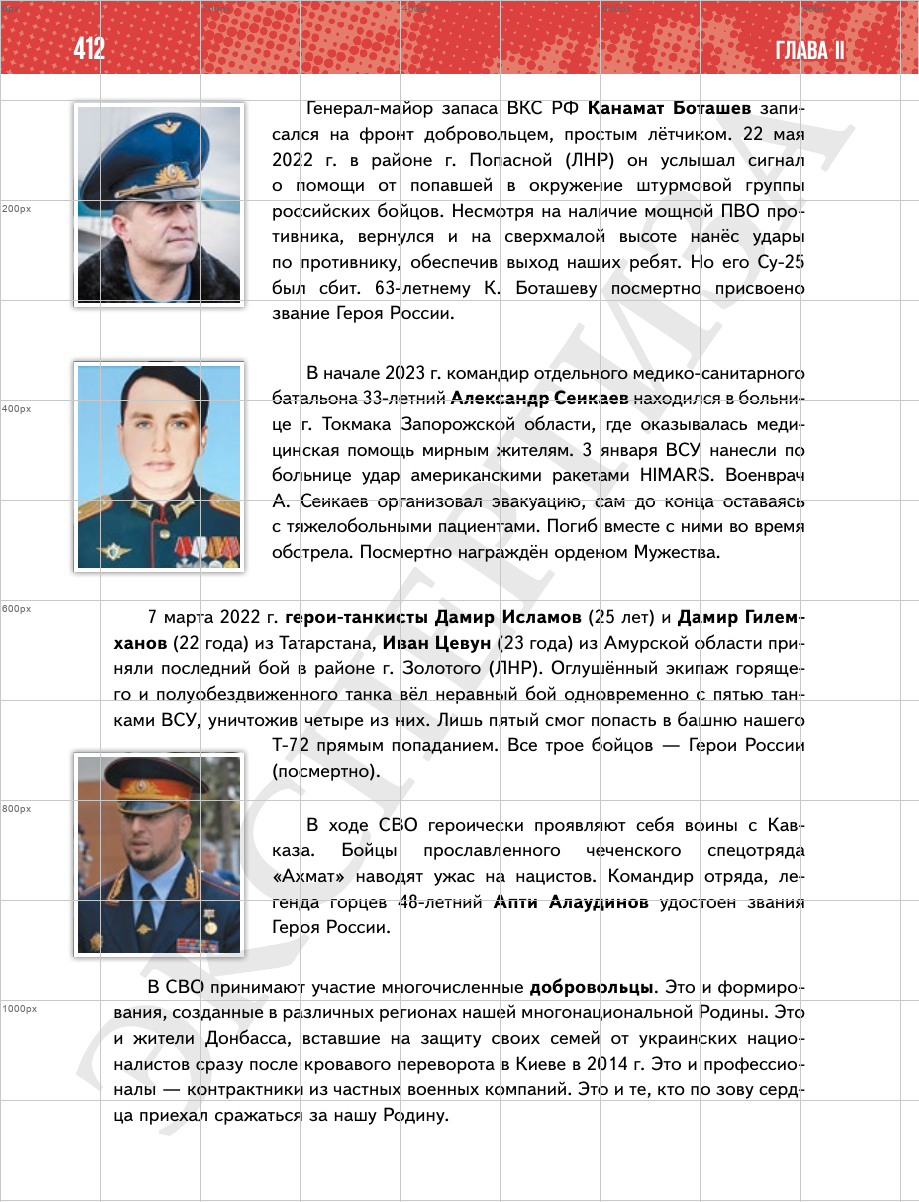 412
ГЛАВА II
Генерал-майор запаса ВКС РФ Канамат Боташев запи-
сался на фронт добровольцем, простым лётчиком. 22 мая
2022 г. в районе г. Попасной (ЛНР) он услышал сигнал
о помощи от попавшей в окружение штурмовой группы
российских бойцов. Несмотря на наличие мощной ПВО про-
тивника, вернулся и на сверхмалой высоте нанёс удары
по противнику, обеспечив выход наших ребят. Но его Су-25
был сбит. 63-летнему К. Боташеву посмертно присвоено
звание Героя России.
В начале 2023 г. командир отдельного медико-санитарного
батальона 33-летний Александр Сеикаев находился в больни-
це г. Токмака Запорожской области, где оказывалась меди-
цинская помощь мирным жителям. 3 января ВСУ нанесли по
больнице удар американскими ракетами HIMARS. Военврач
А. Сеикаев организовал эвакуацию, сам до конца оставаясь
с тяжелобольными пациентами. Погиб вместе с ними во время
обстрела. Посмертно награждён орденом Мужества.
7 марта 2022 г. герои-танкисты Дамир Исламов (25 лет) и Дамир Гилем-
ханов (22 года) из Татарстана, Иван Цевун (23 года) из Амурской области при-
няли последний бой в районе г. Золотого (ЛНР). Оглушённый экипаж горяще-
го и полуобездвиженного танка вёл неравный бой одновременно с пятью тан-
ками ВСУ, уничтожив четыре из них. Лишь пятый смог попасть в башню нашего
Т-72 прямым попаданием. Все трое бойцов — Герои России
(посмертно).
В ходе СВО героически проявляют себя воины с Кав-
каза. Бойцы прославленного чеченского спецотряда
«Ахмат» наводят ужас на нацистов. Командир отряда, ле-
генда горцев 48-летний Апти Алаудинов удостоен звания
Героя России.
В СВО принимают участие многочисленные добровольцы. Это и формиро-
вания, созданные в различных регионах нашей многонациональной Родины. Это
и жители Донбасса, вставшие на защиту своих семей от украинских нацио-
налистов сразу после кровавого переворота в Киеве в 2014 г. Это и профессио-
налы — контрактники из частных военных компаний. Это и те, кто по зову серд-
ца приехал сражаться за нашу Родину.
ЭКСПЕРТИЗА
200px
400px
600px
800px
1000px